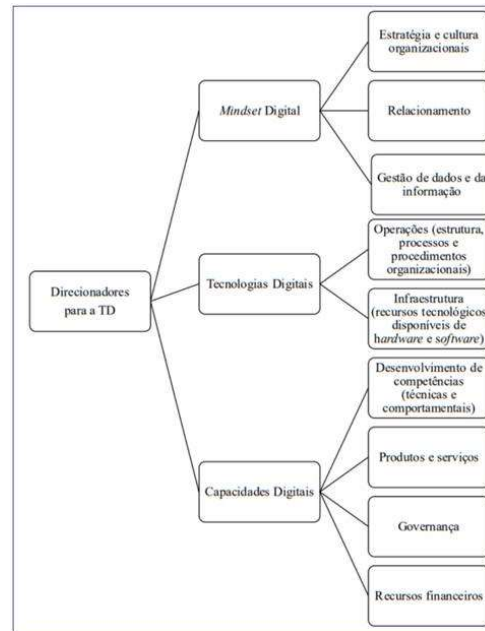 Estratégia e cultura
organizacionais
Mindset Digital
Relacionamento
Gestão de dados e da
informação
Operações (estrutura,
processos e
procedimentos
organizacionais)
Direcionadores
para a TD
Tecnologias Digitais
Infraestrutura
(recursos tecnológicos
disponíveis de
hardware e software)
Desenvolvimento de
competências
(técnicas e
comportamentais)
Produtos e serviços
Capacidades Digitais
Governança
Recursos financeiros